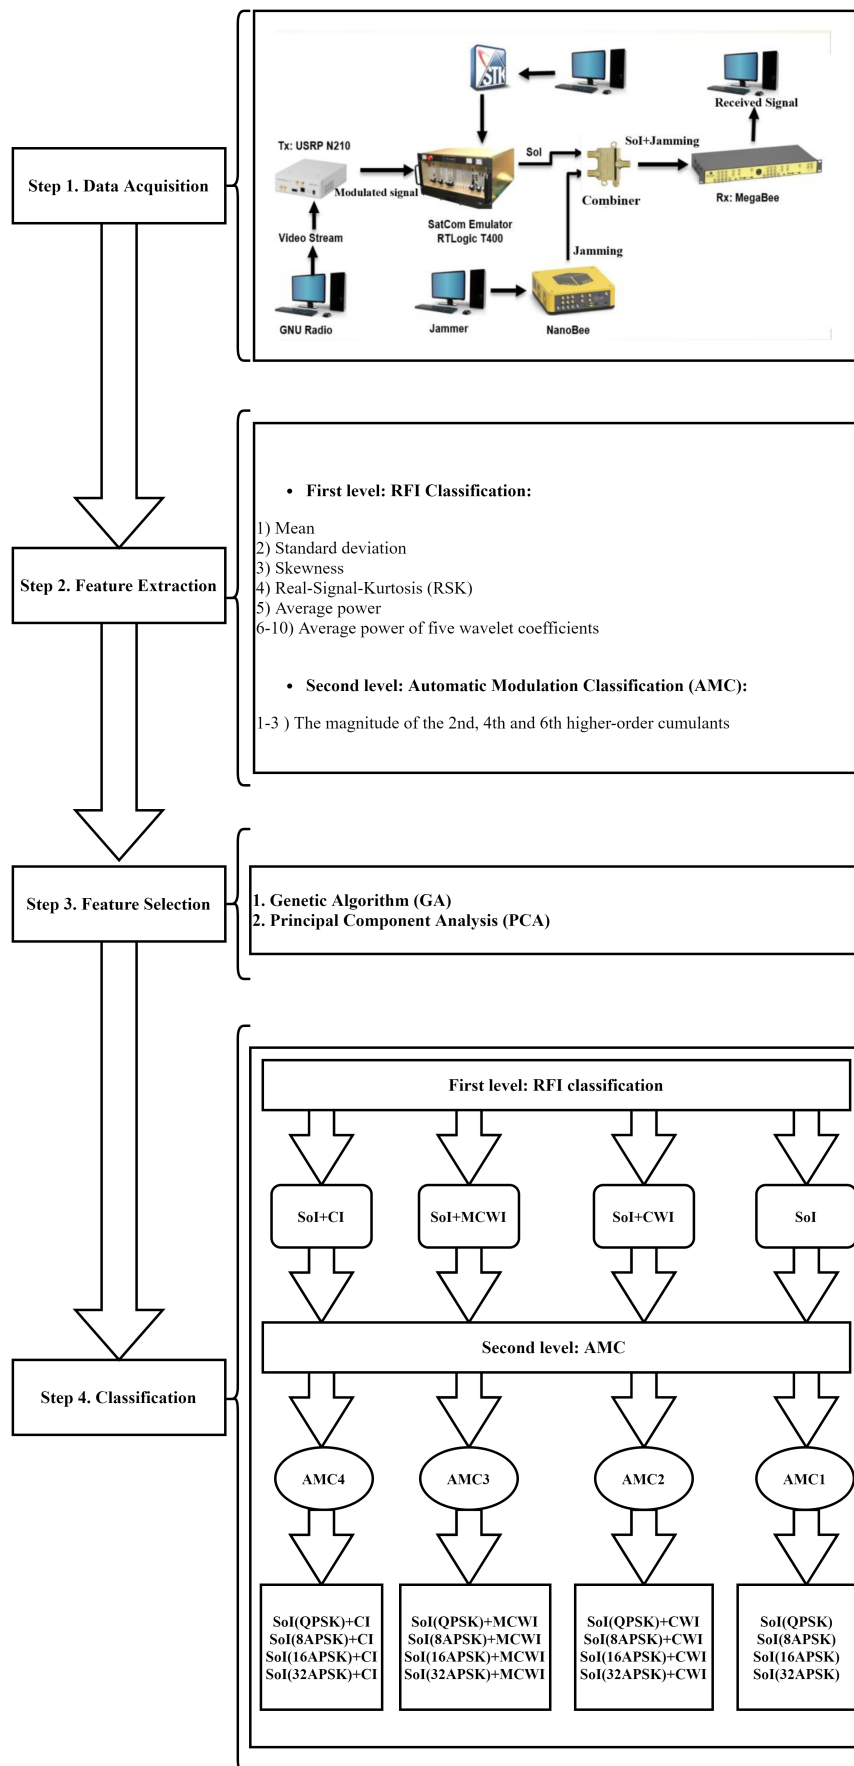 Step 1. Data Acquisition
STK
Received Signal
Tx: USRP N210
SoI
SoI+Jamming
Modulated signal
Combiner
Rx: MegaBee
SatCom Emulator
RTLogic T400
Video Stream
Jamming
GNU Radio
Jammer
NanoBee
Step 2. Feature Extraction
• First level: RFI Classification:
1) Mean
2) Standard deviation
3) Skewness
4) Real-Signal-Kurtosis (RSK)
5) Average power
6-10) Average power of five wavelet coefficients
• Second level: Automatic Modulation Classification (AMC):
1-3 ) The magnitude of the 2nd, 4th and 6th higher-order cumulants
Step 3. Feature Selection
1. Genetic Algorithm (GA)
2. Principal Component Analysis (PCA)
Step 4. Classification
First level: RFI classification
SoI+CI
SoI+MCWI
SoI+CWI
SoI
Second level: AMC
AMC4
AMC3
AMC2
AMC1
SoI(QPSK)+CI
SoI(8APSK)+CI
SoI(16APSK)+CI
SoI(32APSK)+CI
SoI(QPSK)+MCWI
SoI(8APSK)+MCWI
SoI(16APSK)+MCWI
SoI(32APSK)+MCWI
SoI(QPSK)+CWI
SoI(8APSK)+CWI
SoI(16APSK)+CWI
SoI(32APSK)+CWI
SoI(QPSK)
SoI(8APSK)
SoI(16APSK)
SoI(32APSK)